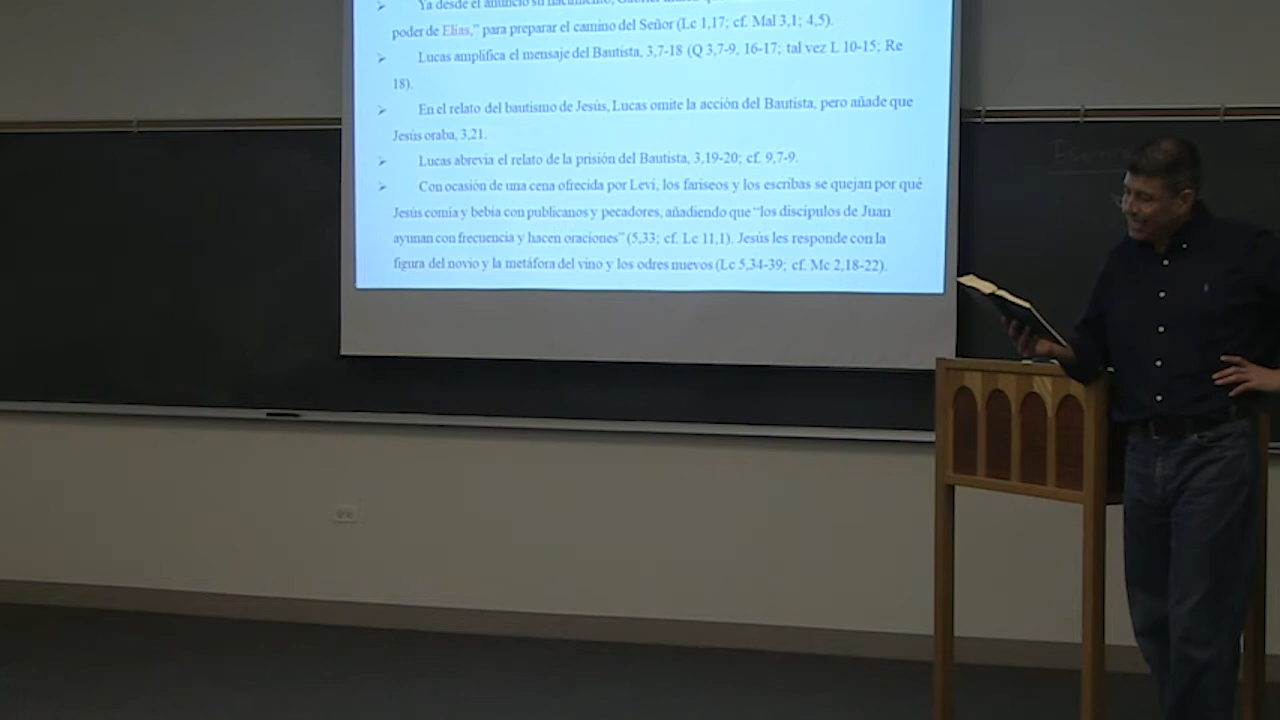 Ya desde el anuncio su nacimiento, Gabriel
poder de Elías,” para preparar el camino del Señor (Lc 1,17; cf. Mal 3,1; 4,5).
➢ Lucas amplifica el mensaje del Bautista, 3,7-18 (Q 3,7-9, 16-17; tal vez L 10-15; Re
18).
➢ En el relato del bautismo de Jesús, Lucas omite la acción del Bautista, pero añade que
Jesús oraba, 3,21.
➢ Lucas abrevia el relato de la prisión del Bautista, 3,19-20; cf. 9,7-9.
➢ Con ocasión de una cena ofrecida por Leví, los fariseos y los escribas se quejan por qué
Jesús comía y bebía con publicanos y pecadores, añadiendo que “los discípulos de Juan
ayunan con frecuencia y hacen oraciones” (5,33; cf. Lc 11,1). Jesús les responde con la
figura del novio y la metáfora del vino y los odres nuevos (Lc 5,34-39; cf. Mc 2,18-22).